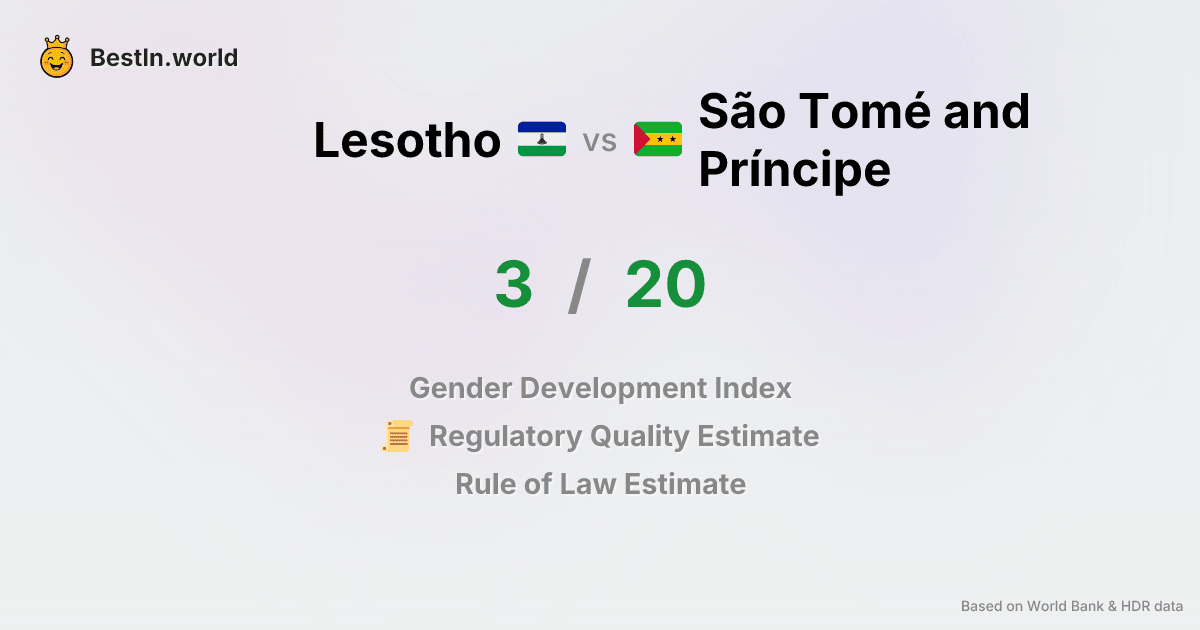 BestIn.world
Lesotho vs São Tomé and
Príncipe
3 / 20
Gender Development Index
Regulatory Quality Estimate
Rule of Law Estimate
Based on World Bank & HDR data